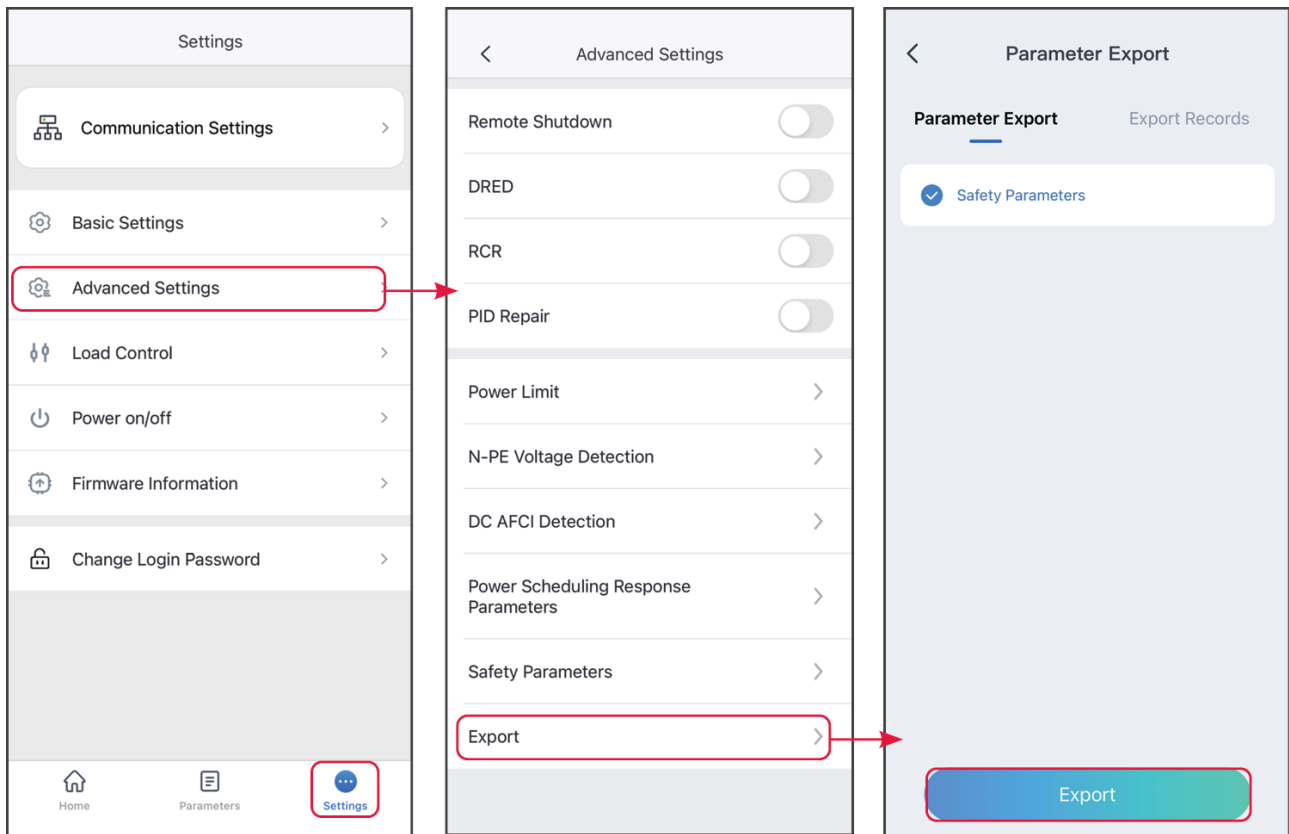 Settings
Communication Settings
Basic Settings
Advanced Settings
Load Control
Power on/off
Firmware Information
Change Login Password
Home
Parameters
Settings
Advanced Settings
Remote Shutdown
DRED
RCR
PID Repair
Power Limit
N-PE Voltage Detection
DC AFCI Detection
Power Scheduling Response
Parameters
Safety Parameters
Export
Parameter Export
Parameter Export
Export Records
Safety Parameters
Export